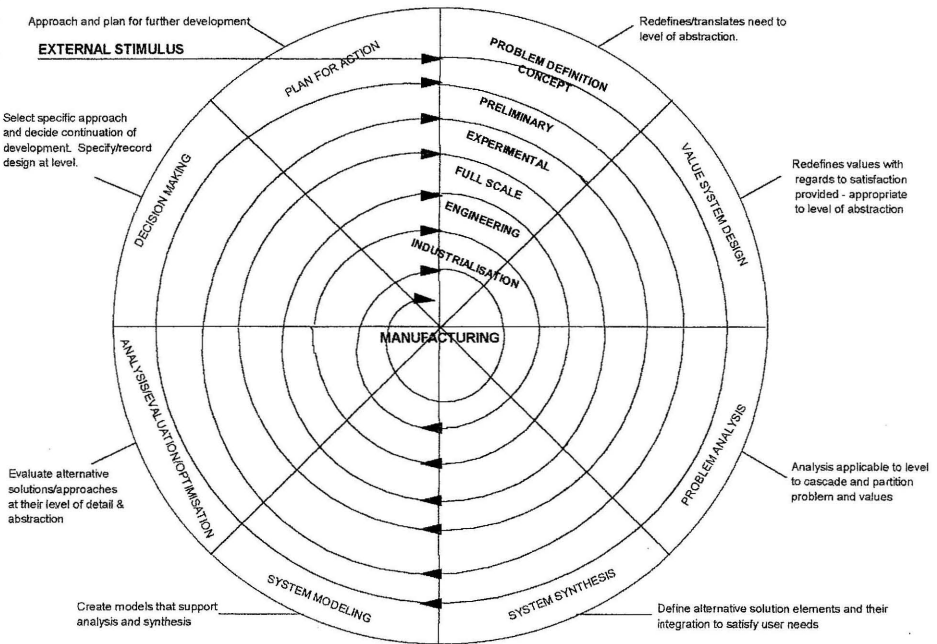 Approach and plan for further development
EXTERNAL STIMULUS
Redefines/translates need to
level of abstraction.
PLAN FOR ACTION
PROBLEM DEFINITION
CONCEPT
PRELIMINARY
EXPERIMENTAL
FULL SCALE
ENGINEERING
INDUSTRIALISATION
MANUFACTURING
Select specific approach
and decide continuation of
development. Specify/record
design at level.
DECISION MAKING
VALUE SYSTEM DESIGN
Redefines values with
regards to satisfaction
provided - appropriate
to level of abstraction
ANALYSIS/EVALUATION/OPTIMISATION
PROBLEM ANALYSIS
Evaluate alternative
solutions/approaches
at their level of detail &
abstraction
Analysis applicable to level
to cascade and partition
problem and values
SYSTEM MODELING
SYSTEM SYNTHESIS
Create models that support
analysis and synthesis
Define alternative solution elements and their
integration to satisfy user needs